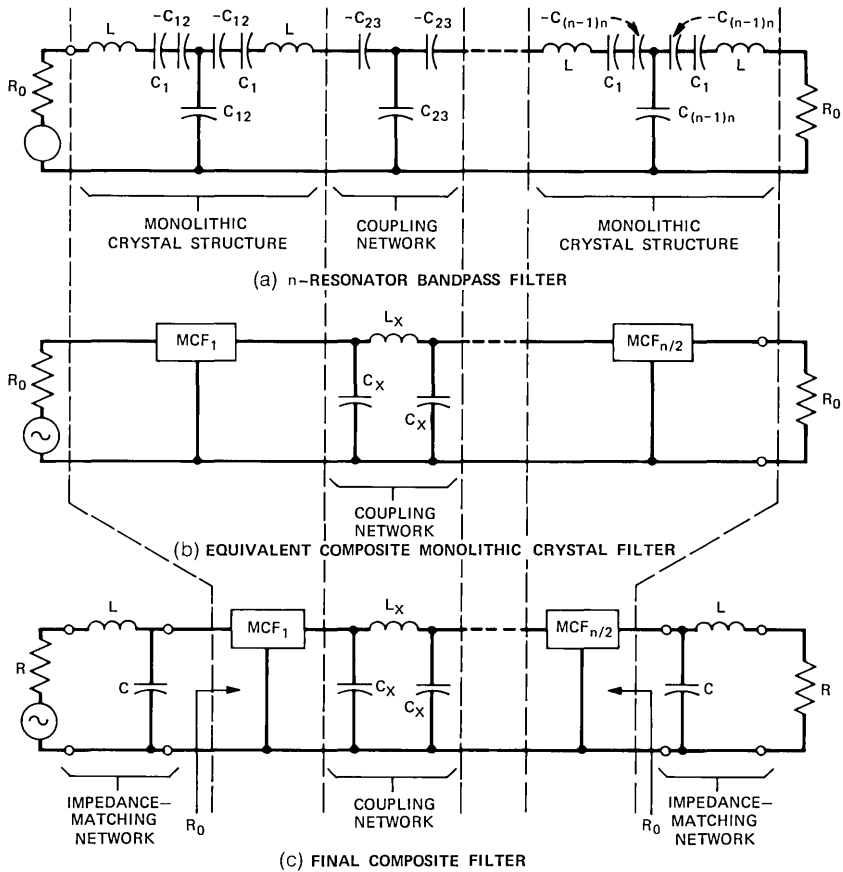 -C12 -C12 -C23 -C23 -C(n-1)n -C(n-1)n
L L L L
C1 C1 C1 C1
R0 C12 C23 C(n-1)n R0
MONOLITHIC
CRYSTAL STRUCTURE
COUPLING
NETWORK
MONOLITHIC
CRYSTAL STRUCTURE
(a) n-RESONATOR BANDPASS FILTER
LX
MCF1 MCFn/2
R0 CX CX R0
COUPLING
NETWORK
(b) EQUIVALENT COMPOSITE MONOLITHIC CRYSTAL FILTER
L LX L
MCF1 MCFn/2
R C CX CX C R
IMPEDANCE-
MATCHING
NETWORK
R0
COUPLING
NETWORK
R0
IMPEDANCE-
MATCHING
NETWORK
(c) FINAL COMPOSITE FILTER